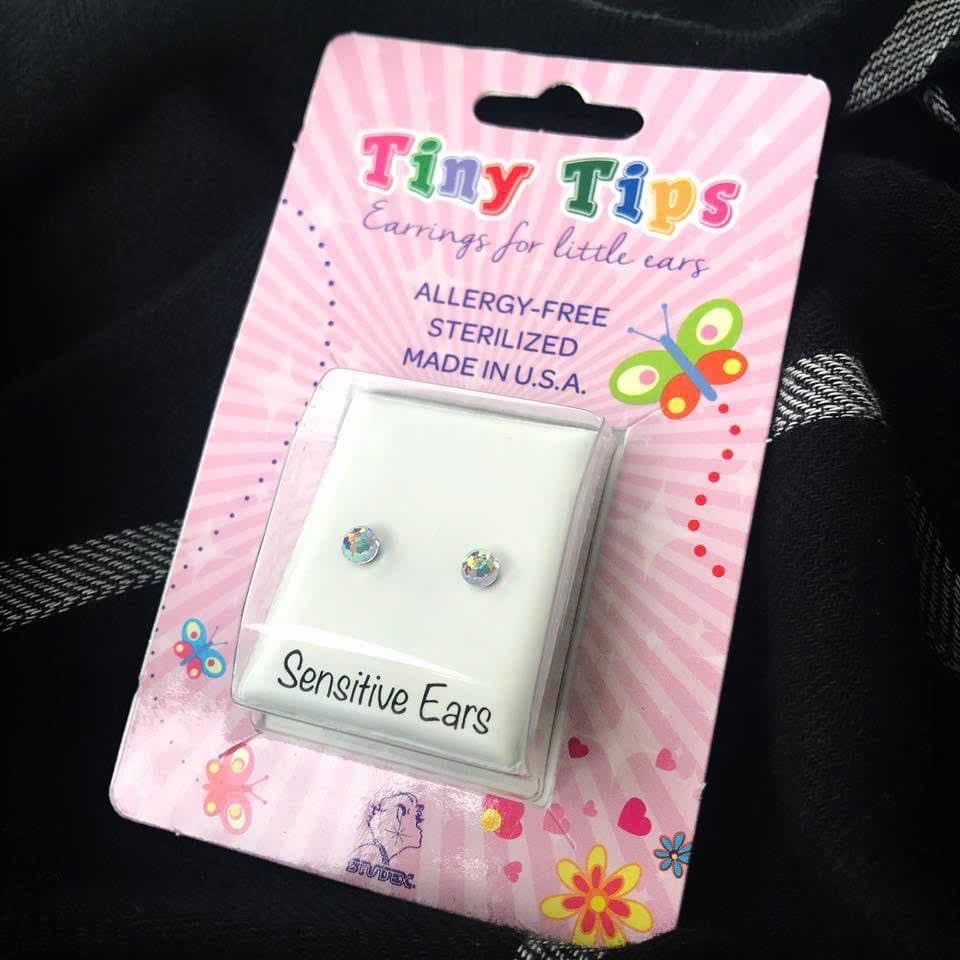 Tiny Tips
Earrings for little ears
ALLERGY-FREE
STERILIZED
MADE IN U.S.A.
Sensitive Ears
STUDEX.